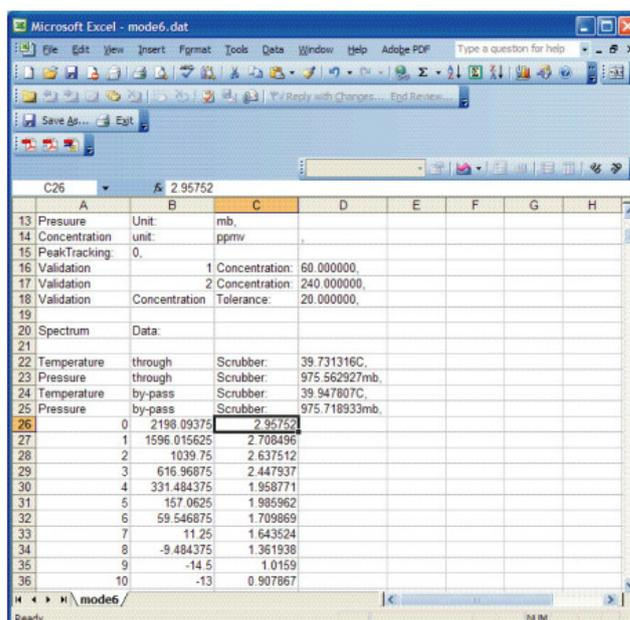 Microsoft Excel - mode6.dat
File Edit View Insert Format Tools Data Window Help Adobe PDF Type a question for help
Reply with Changes... End Review...
Save As... Exit
C26 fx 2.95752
A B C D E F G H
13 Presuure Unit: mb,
14 Concentration unit: ppmv ,
15 PeakTracking: 0,
16 Validation 1 Concentration: 60.000000,
17 Validation 2 Concentration: 240.000000,
18 Validation Concentration Tolerance: 20.000000,
19
20 Spectrum Data:
21
22 Temperature through Scrubber: 39.731316C,
23 Pressure through Scrubber: 975.562927mb,
24 Temperature by-pass Scrubber: 39.947807C,
25 Pressure by-pass Scrubber: 975.718933mb,
26 0 2198.09375 2.95752
27 1 1596.015625 2.708496
28 2 1039.75 2.637512
29 3 616.96875 2.447937
30 4 331.484375 1.958771
31 5 157.0625 1.985962
32 6 59.546875 1.709869
33 7 11.25 1.643524
34 8 -9.484375 1.361938
35 9 -14.5 1.0159
36 10 -13 0.907867
mode6
Ready NUM